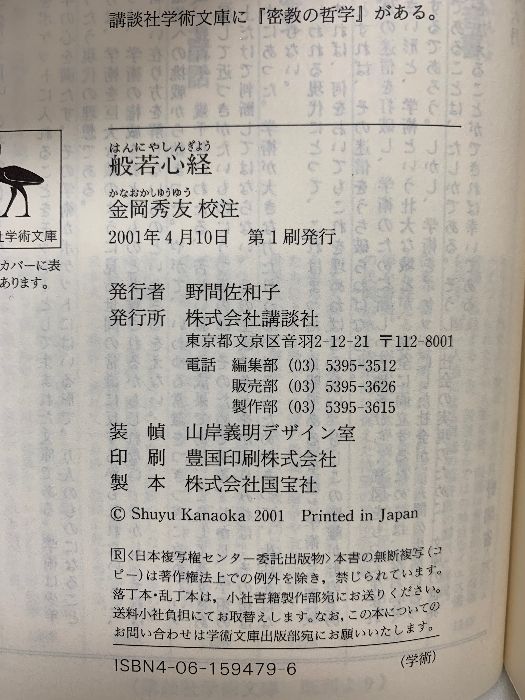 講談社学術文庫に『密教の哲学』がある。
はんにゃしんぎょう
般若心経
かなおかしゅうゆう
金岡秀友 校注
2001年4月10日 第1刷発行
社学術文庫
カバーに表
あります。
発行者 野間佐和子
発行所 株式会社講談社
東京都文京区音羽2-12-21 〒112-8001
電話 編集部 (03) 5395-3512
販売部 (03) 5395-3626
製作部 (03) 5395-3615
装 幀 山岸義明デザイン室
印 刷 豊国印刷株式会社
製 本 株式会社国宝社
© Shuyu Kanaoka 2001 Printed in Japan
R〈日本複写権センター委託出版物〉本書の無断複写(コ
ピー)は著作権法上での例外を除き，禁じられています。
落丁本・乱丁本は，小社書籍製作部宛にお送りください。
送料小社負担にてお取替えします。なお，この本についての
お問い合わせは学術文庫出版部宛にお願いいたします。
ISBN4-06-159479-6
(学術)